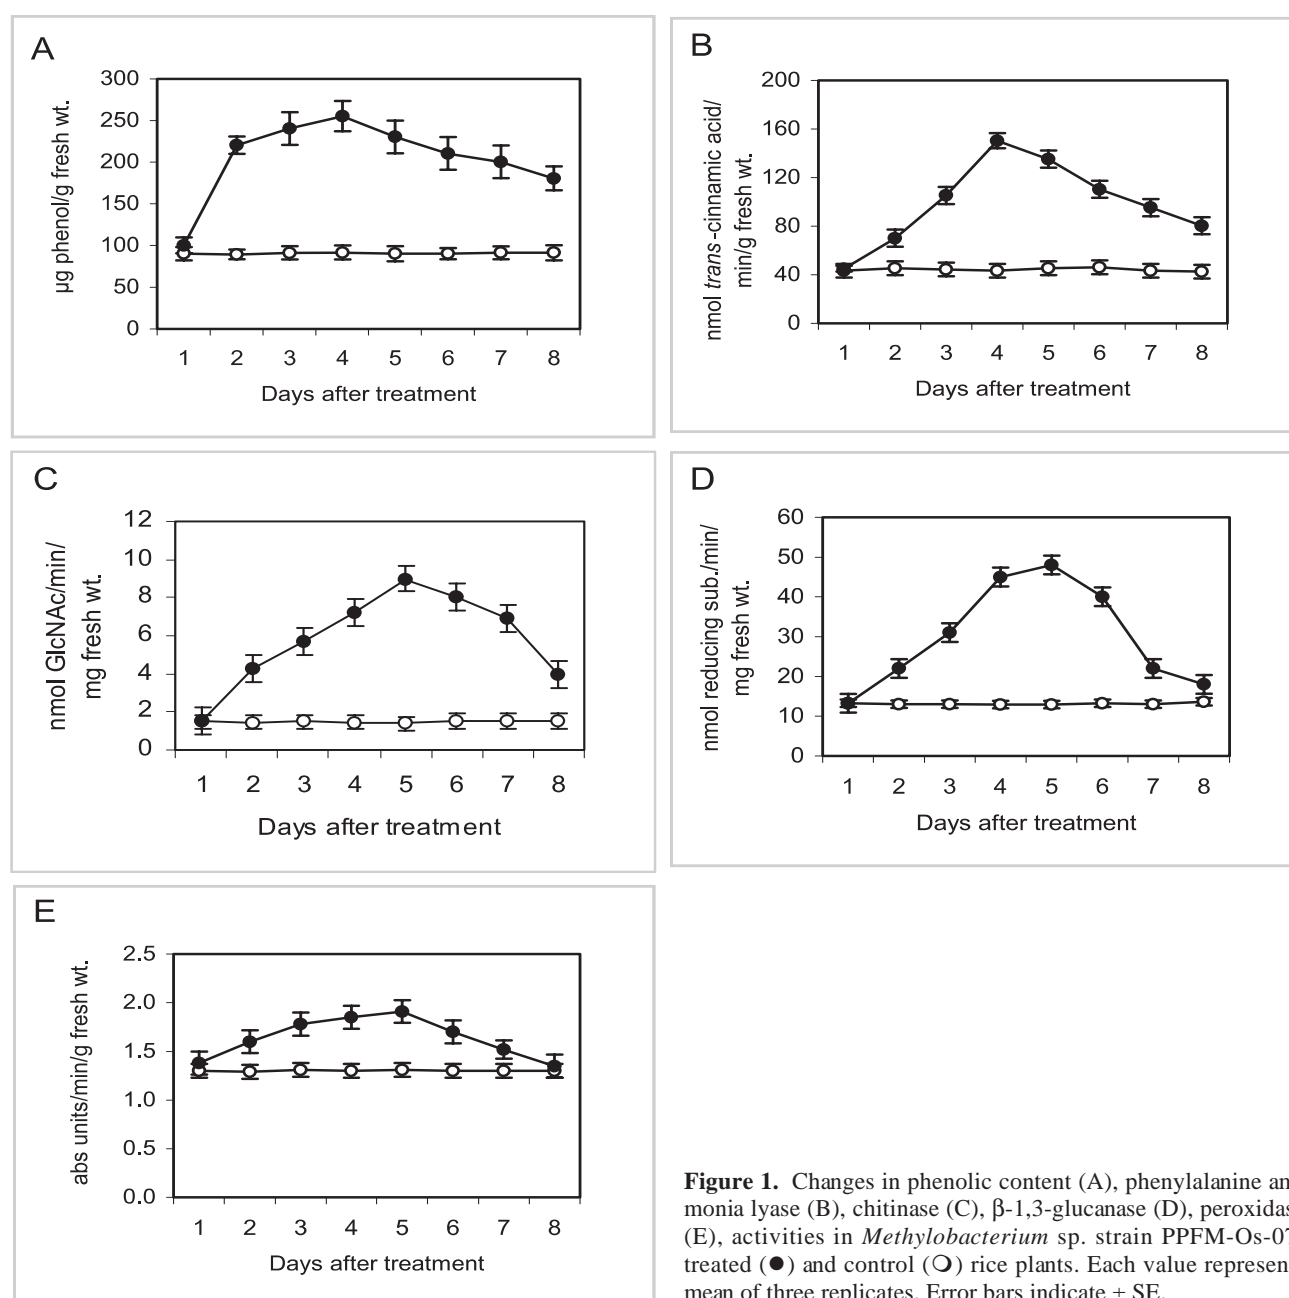 A
µg phenol/g fresh wt.
300
250
200
150
100
50
0
1 2 3 4 5 6 7 8
Days after treatment
B
nmol trans-cinnamic acid/
min/g fresh wt.
200
160
120
80
40
0
1 2 3 4 5 6 7 8
Days after treatment
C
nmol GlcNAc/min/
mg fresh wt.
12
10
8
6
4
2
0
1 2 3 4 5 6 7 8
Days after treatment
D
nmol reducing sub./min/
mg fresh wt.
60
50
40
30
20
10
0
1 2 3 4 5 6 7 8
Days after treatment
E
abs units/min/g fresh wt.
2.5
2.0
1.5
1.0
0.5
0.0
1 2 3 4 5 6 7 8
Days after treatment
Figure 1. Changes in phenolic content (A), phenylalanine am
monia lyase (B), chitinase (C), β-1,3-glucanase (D), peroxidas
(E), activities in Methylobacterium sp. strain PPFM-Os-07
treated (●) and control (❍) rice plants. Each value represen
mean of three replicates. Error bars indicate ± SE.